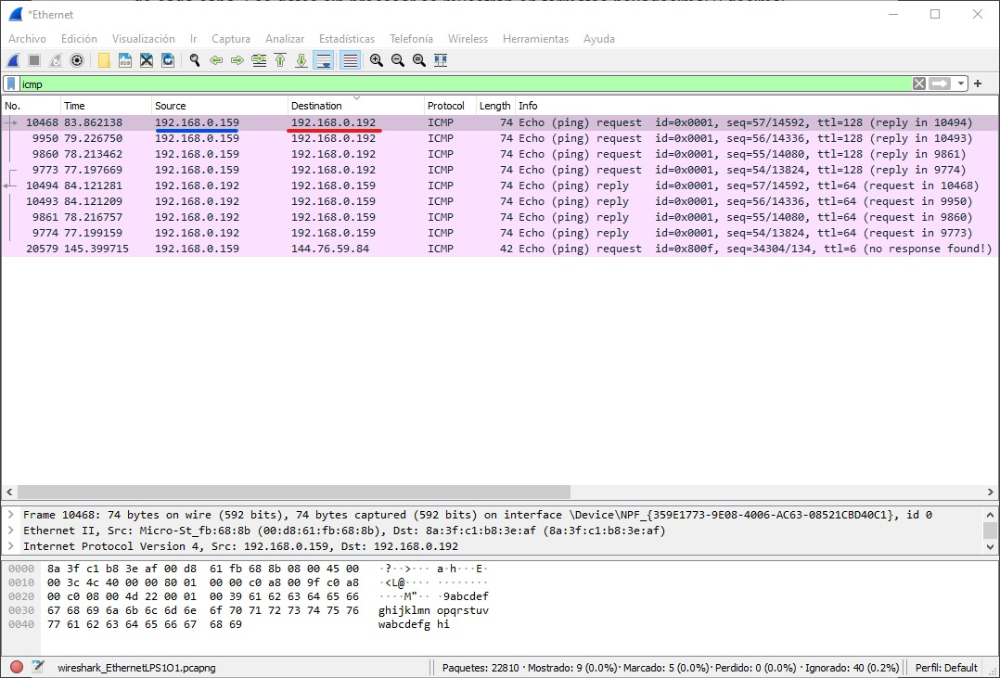 *Ethernet
Archivo Edición Visualización Ir Captura Analizar Estadísticas Telefonía Wireless Herramientas Ayuda
icmp
No. Time Source Destination Protocol Length Info
10468 83.862138 192.168.0.159 192.168.0.192 ICMP 74 Echo (ping) request id=0x0001, seq=57/14592, ttl=128 (reply in 10494)
9950 79.226750 192.168.0.159 192.168.0.192 ICMP 74 Echo (ping) request id=0x0001, seq=56/14336, ttl=128 (reply in 10493)
9860 78.213462 192.168.0.159 192.168.0.192 ICMP 74 Echo (ping) request id=0x0001, seq=55/14080, ttl=128 (reply in 9861)
9773 77.197669 192.168.0.159 192.168.0.192 ICMP 74 Echo (ping) request id=0x0001, seq=54/13824, ttl=128 (reply in 9774)
10494 84.121281 192.168.0.192 192.168.0.159 ICMP 74 Echo (ping) reply id=0x0001, seq=57/14592, ttl=64 (request in 10468)
10493 84.121209 192.168.0.192 192.168.0.159 ICMP 74 Echo (ping) reply id=0x0001, seq=56/14336, ttl=64 (request in 9950)
9861 78.216757 192.168.0.192 192.168.0.159 ICMP 74 Echo (ping) reply id=0x0001, seq=55/14080, ttl=64 (request in 9860)
9774 77.199159 192.168.0.192 192.168.0.159 ICMP 74 Echo (ping) reply id=0x0001, seq=54/13824, ttl=64 (request in 9773)
20579 145.399715 192.168.0.159 144.76.59.84 ICMP 42 Echo (ping) request id=0x800f, seq=34304/134, ttl=6 (no response found!)
Frame 10468: 74 bytes on wire (592 bits), 74 bytes captured (592 bits) on interface \Device\NPF_{359E1773-9E08-4006-AC63-08521CBD40C1}, id 0
Ethernet II, Src: Micro-St_fb:68:8b (00:d8:61:fb:68:8b), Dst: 8a:3f:c1:b8:3e:af (8a:3f:c1:b8:3e:af)
Internet Protocol Version 4, Src: 192.168.0.159, Dst: 192.168.0.192
0000 8a 3f c1 b8 3e af 00 d8 61 fb 68 8b 08 00 45 00 ·?··>··· a·h···E·
0010 00 3c 4c 40 00 00 80 01 00 00 c0 a8 00 9f c0 a8 ·<L@···· ········
0020 00 c0 08 00 4d 22 00 01 00 39 61 62 63 64 65 66 ····M"·· ·9abcdef
0030 67 68 69 6a 6b 6c 6d 6e 6f 70 71 72 73 74 75 76 ghijklmn opqrstuv
0040 77 61 62 63 64 65 66 67 68 69 wabcdefg hi
wireshark_EthernetLPS1O1.pcapng Paquetes: 22810 · Mostrado: 9 (0.0%)· Marcado: 5 (0.0%)· Perdido: 0 (0.0%) · Ignorado: 40 (0.2%) Perfil: Default